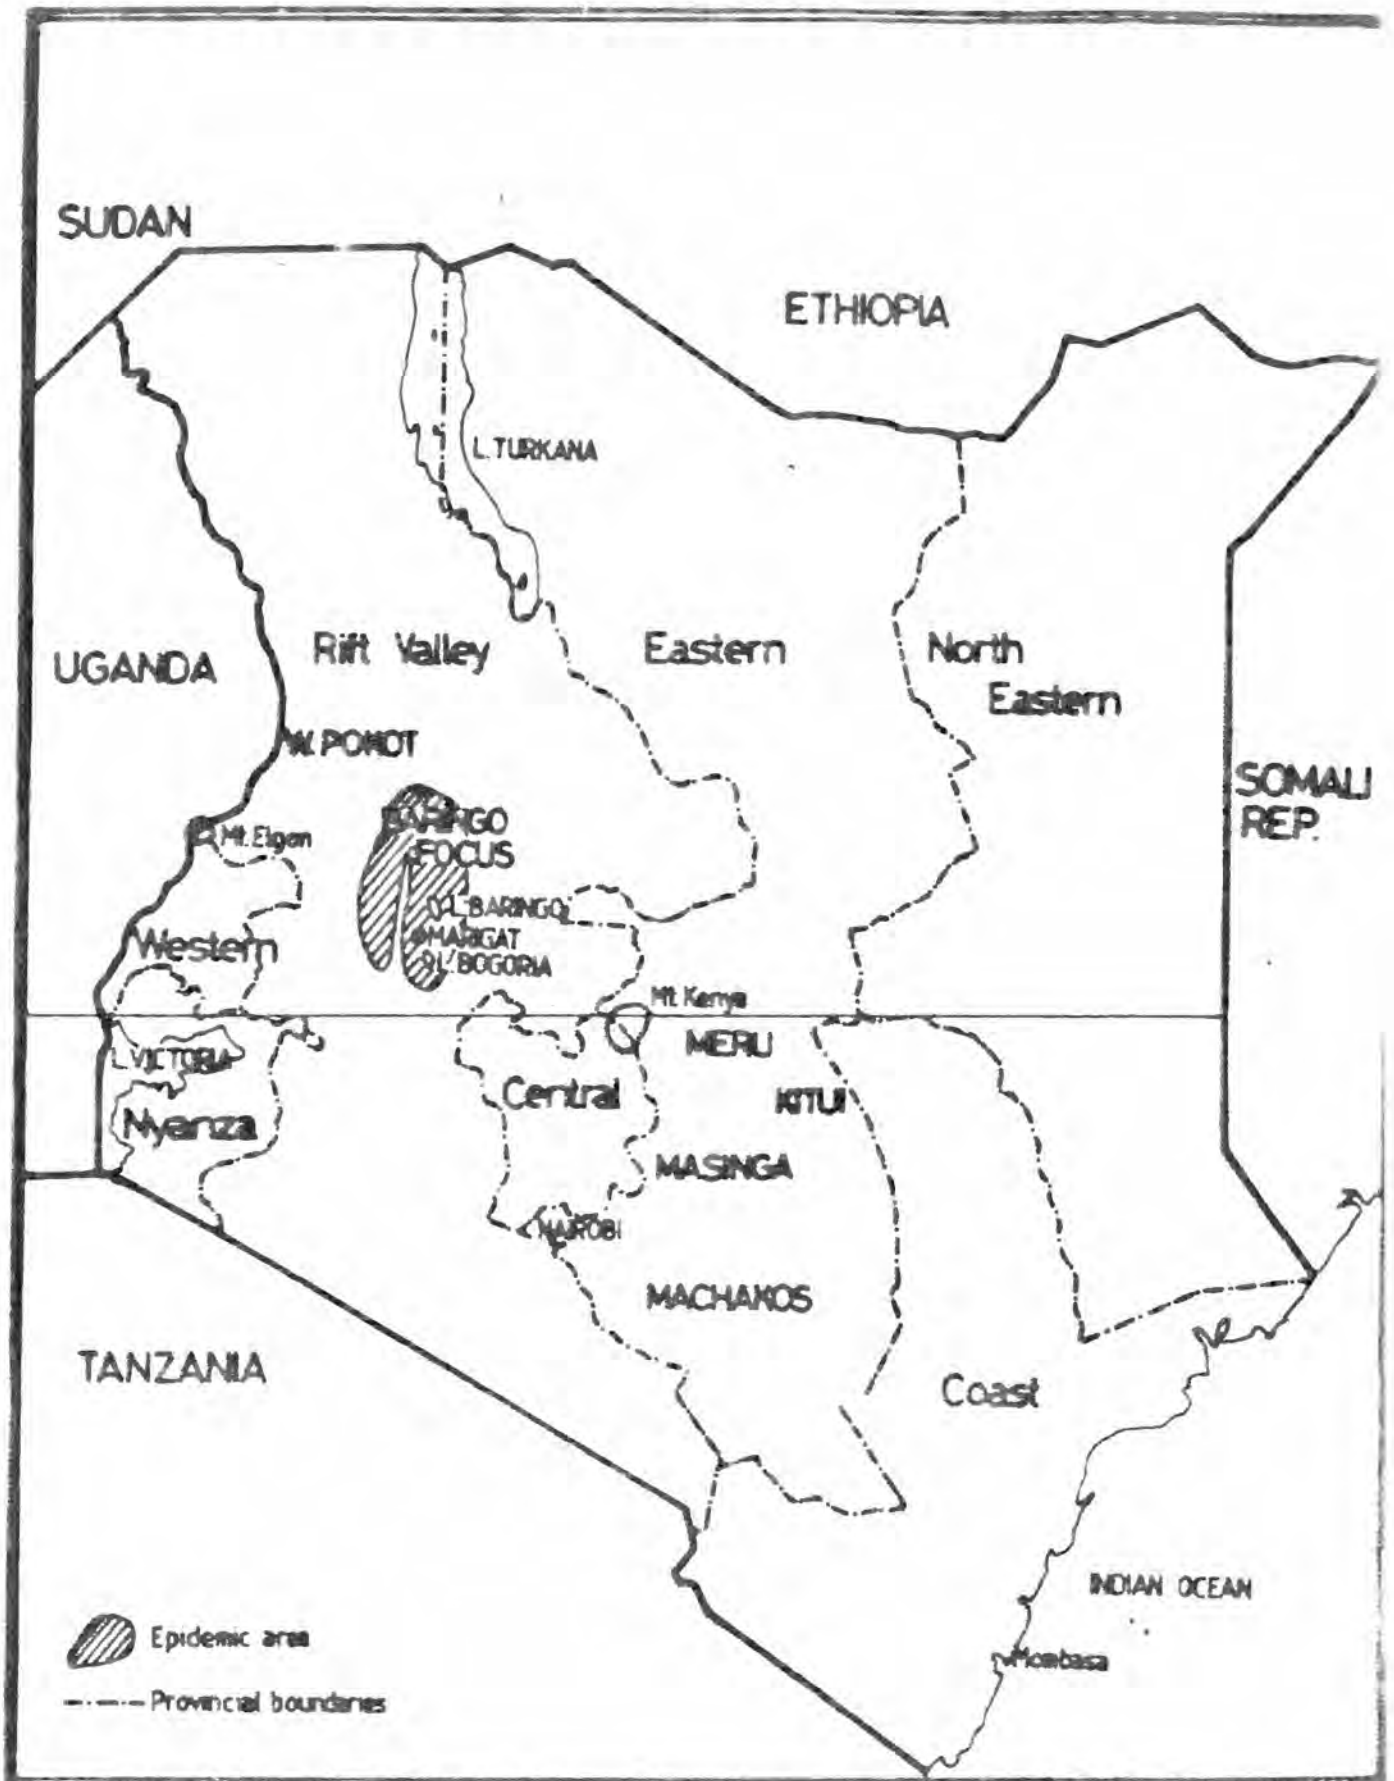 SUDAN
ETHIOPIA
L. TURKANA
Rift Valley
Eastern
North
Eastern
UGANDA
W. POKOT
SOMALI
REP.
BARINGO
FOCUS
Mt. Elgon
L. BARINGO
MARIGAT
L. BOGORIA
Western
Mt. Kenya
MERU
L. VICTORIA
Central
KITUI
Nyanza
MASINGA
NAIROBI
MACHAKOS
TANZANIA
Coast
INDIAN OCEAN
Epidemic area
Mombasa
Provincial boundaries